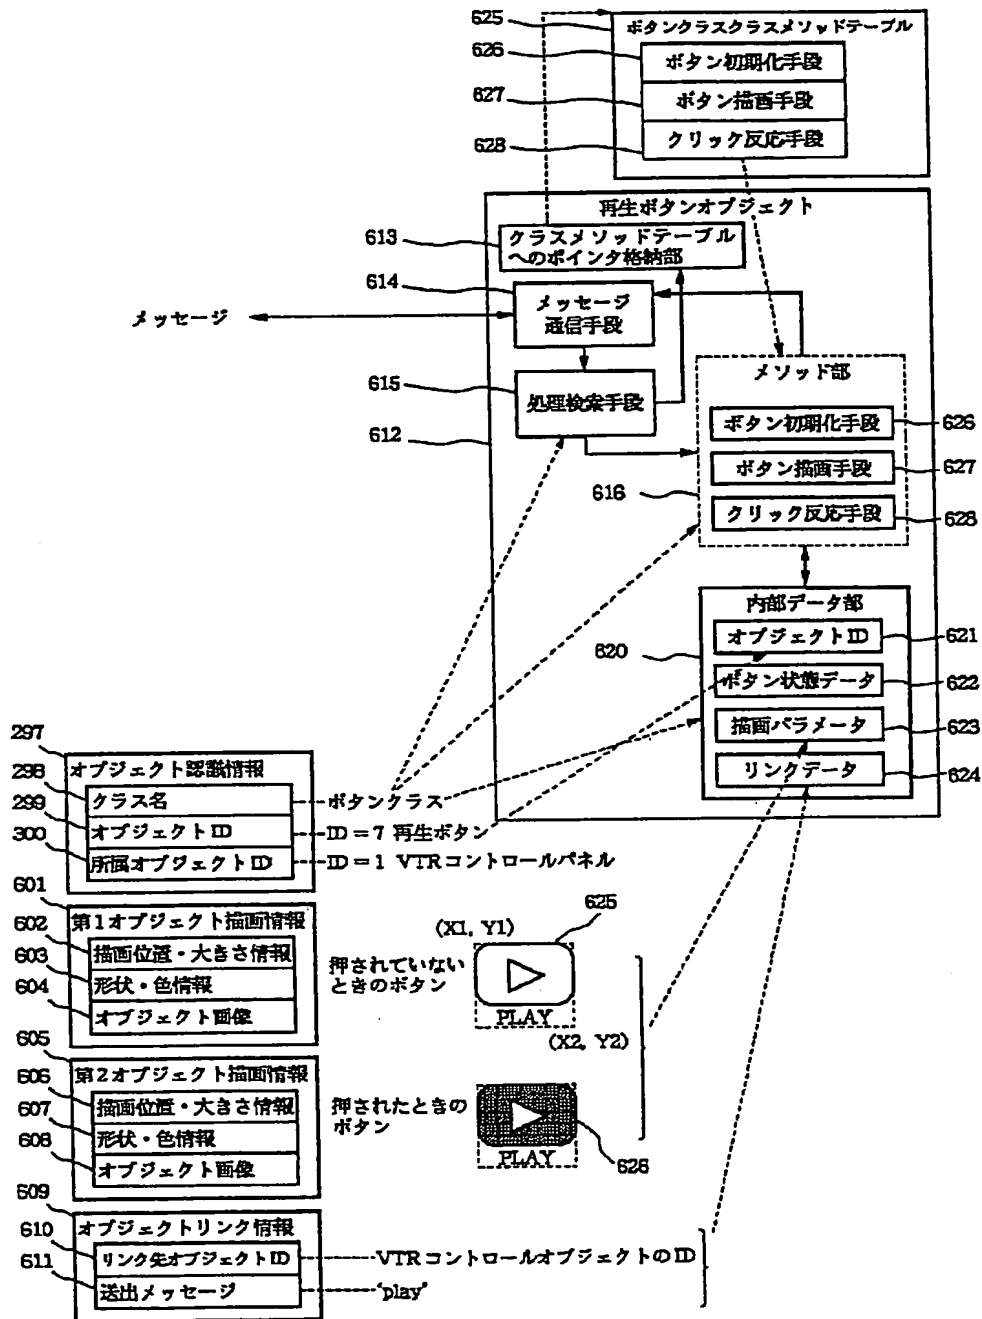 625
ボタンクラスクラスメソッドテーブル
626
ボタン初期化手段
627
ボタン描画手段
628
クリック反応手段
再生ボタンオブジェクト
613
クラスメソッドテーブル
へのポインタ格納部
614
メッセージ
通信手段
メッセージ
615
処理検索手段
612
メソッド部
ボタン初期化手段
626
ボタン描画手段
627
616
クリック反応手段
628
内部データ部
620
オブジェクトID
621
ボタン状態データ
622
描画パラメータ
623
リンクデータ
624
297
オブジェクト認識情報
298
クラス名
ボタンクラス
299
オブジェクトID
ID=7 再生ボタン
300
所属オブジェクトID
ID=1 VTRコントロールパネル
601
第1オブジェクト描画情報
602
描画位置・大きさ情報
603
形状・色情報
604
オブジェクト画像
押されていない
ときのボタン
(X1, Y1)
625
PLAY
(X2, Y2)
605
第2オブジェクト描画情報
606
描画位置・大きさ情報
607
形状・色情報
608
オブジェクト画像
押されたときの
ボタン
PLAY
626
609
オブジェクトリンク情報
610
リンク先オブジェクトID
VTRコントロールオブジェクトのID
611
送出メッセージ
'play'